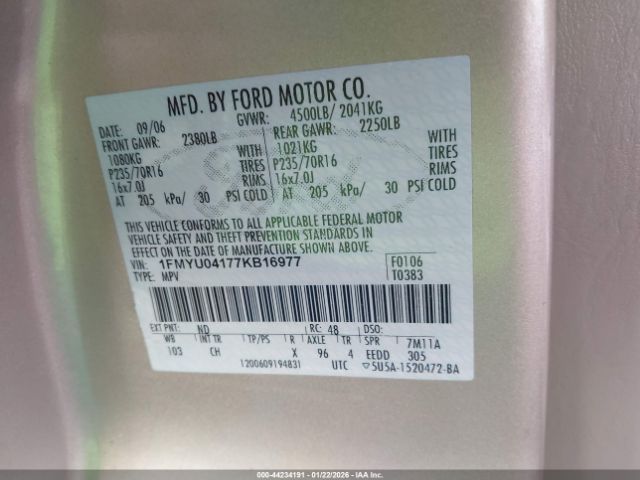 MFD. BY FORD MOTOR CO.
DATE: 09/06 GVWR: 4500LB/ 2041KG
FRONT GAWR: 2380LB REAR GAWR: 2250LB
1080KG WITH 1021KG WITH
P235/70R16 TIRES P235/70R16 TIRES
16x7.0J RIMS 16x7.0J RIMS
AT 205 kPa/ 30 PSI COLD AT 205 kPa/ 30 PSI COLD
THIS VEHICLE CONFORMS TO ALL APPLICABLE FEDERAL MOTOR
VEHICLE SAFETY AND THEFT PREVENTION STANDARDS IN
EFFECT ON THE DATE OF MANUFACTURE SHOWN ABOVE.
VIN: 1FMYU04177KB16977 F0106
TYPE: MPV T0383
EXT PNT: ND RC: 48 DSO:
WB INT TR TP/PS R AXLE TR SPR 7M11A
103 CH X 96 4 EEDD 305
1200609194831 UTC ▽5U5A-1520472-BA
000-44234191 - 01/22/2026 - IAAI.COM